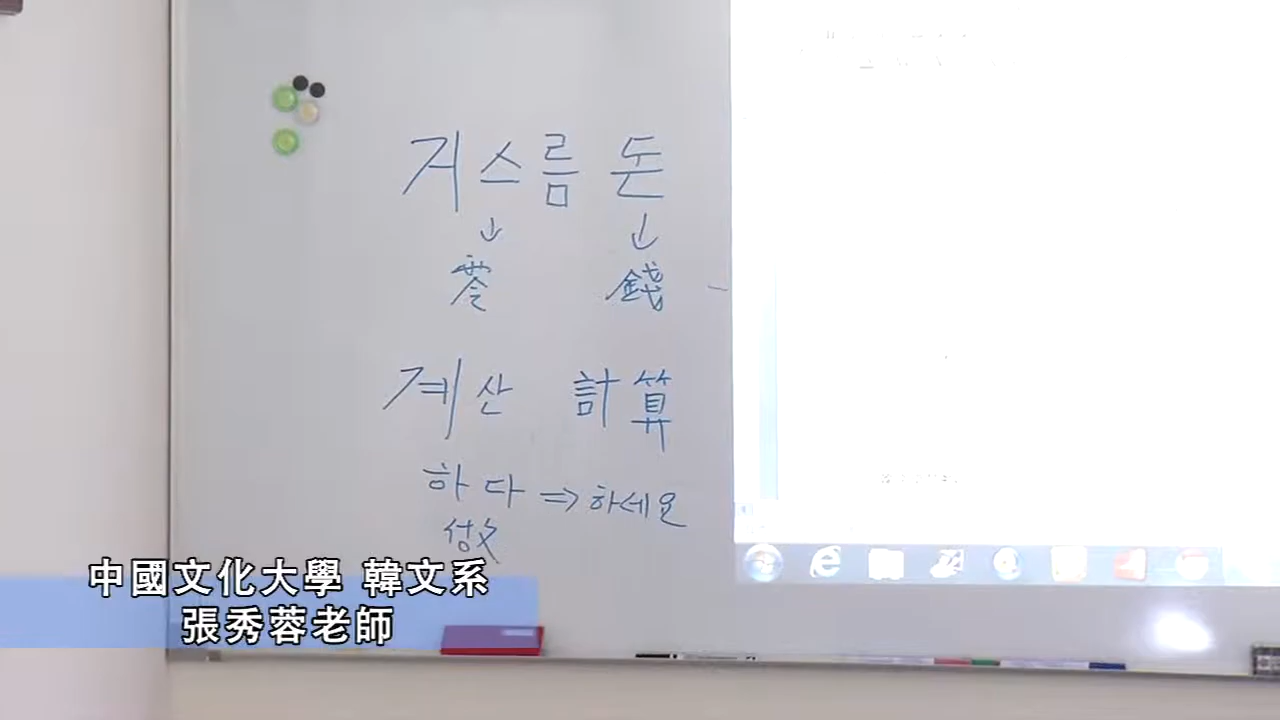 거스름 돈
↓ ↓
零 錢
계산 計算
하다 ⇒ 하세요
做
中國文化大學 韓文系
張秀蓉老師